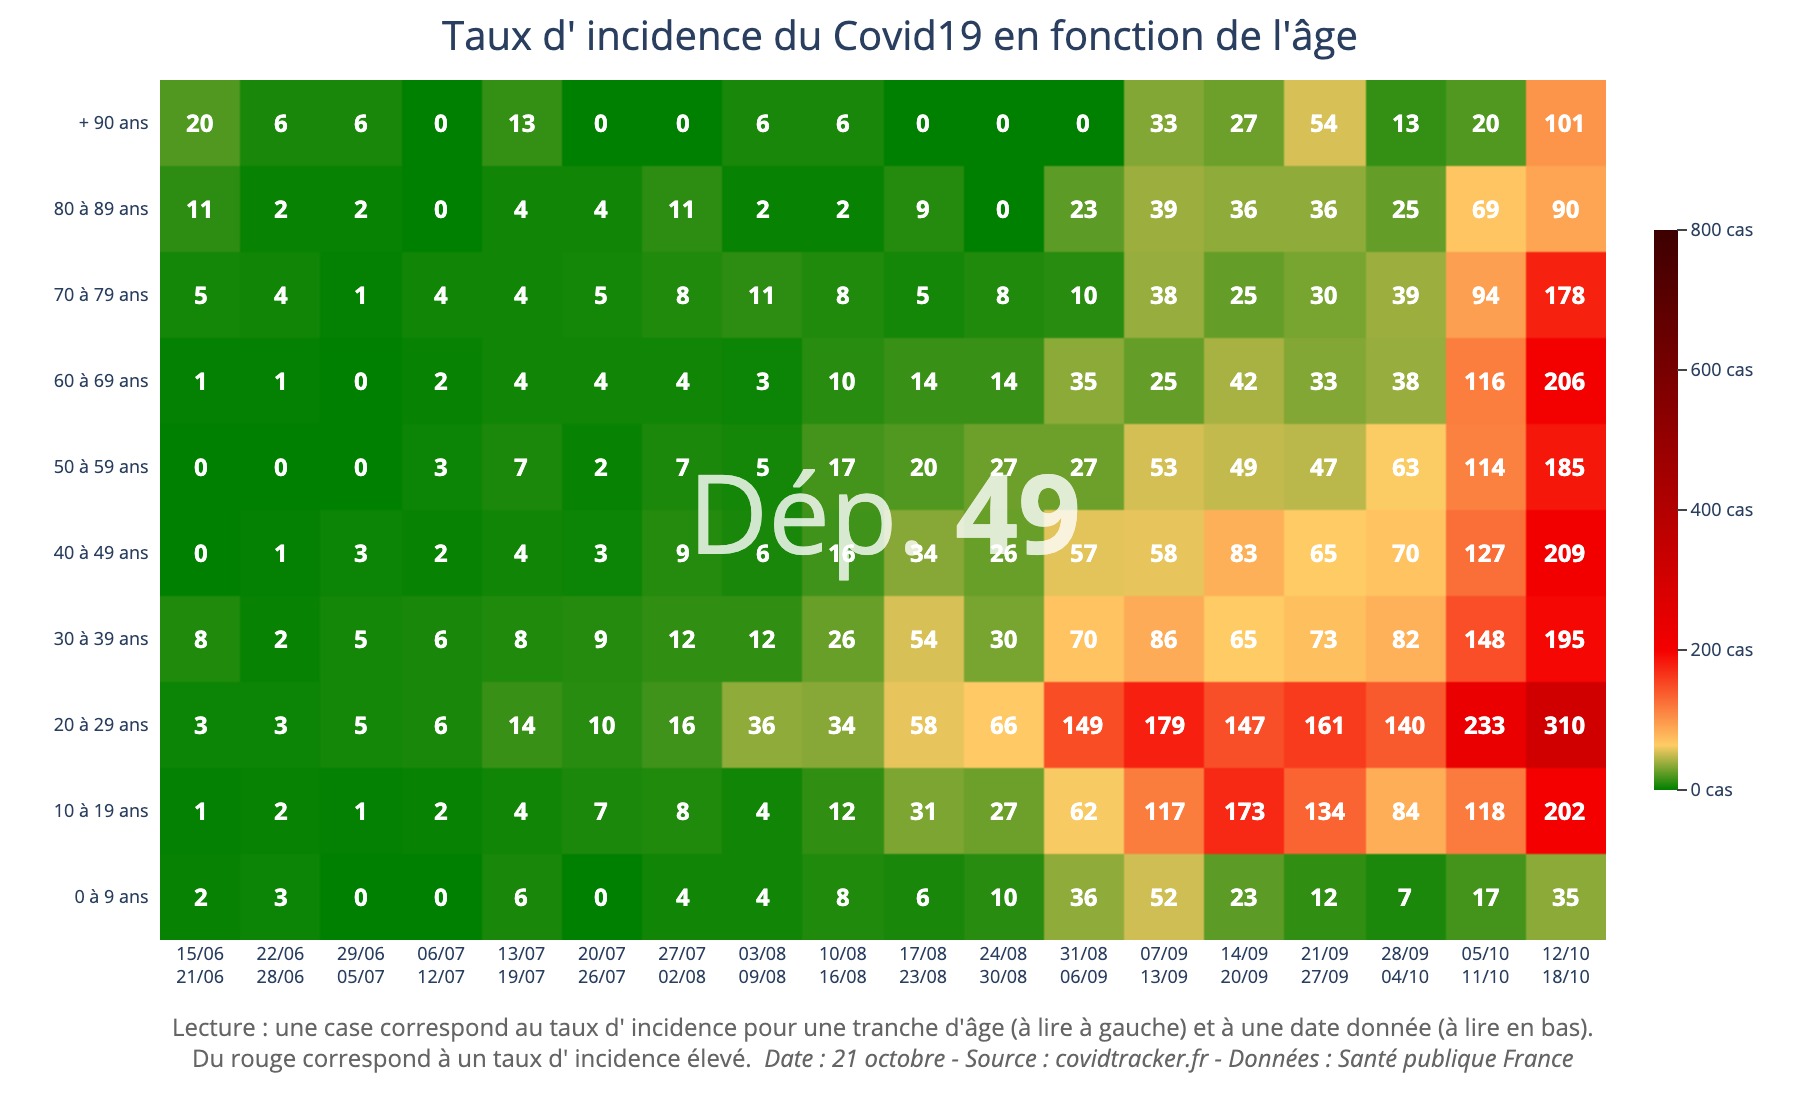 Taux d' incidence du Covid19 en fonction de l'âge
+ 90 ans 20 6 6 0 13 0 0 6 6 0 0 0 33 27 54 13 20 101
80 à 89 ans 11 2 2 0 4 4 11 2 2 9 0 23 39 36 36 25 69 90
800 cas
70 à 79 ans 5 4 1 4 4 5 8 11 8 5 8 10 38 25 30 39 94 178
60 à 69 ans 1 1 0 2 4 4 4 3 10 14 14 35 25 42 33 38 116 206
600 cas
50 à 59 ans 0 0 0 3 7 2 7 5 17 20 27 27 53 49 47 63 114 185
Dép. 49
400 cas
40 à 49 ans 0 1 3 2 4 3 9 6 16 34 26 57 58 83 65 70 127 209
30 à 39 ans 8 2 5 6 8 9 12 12 26 54 30 70 86 65 73 82 148 195
200 cas
20 à 29 ans 3 3 5 6 14 10 16 36 34 58 66 149 179 147 161 140 233 310
0 cas
10 à 19 ans 1 2 1 2 4 7 8 4 12 31 27 62 117 173 134 84 118 202
0 à 9 ans 2 3 0 0 6 0 4 4 8 6 10 36 52 23 12 7 17 35
15/06 22/06 29/06 06/07 13/07 20/07 27/07 03/08 10/08 17/08 24/08 31/08 07/09 14/09 21/09 28/09 05/10 12/10
21/06 28/06 05/07 12/07 19/07 26/07 02/08 09/08 16/08 23/08 30/08 06/09 13/09 20/09 27/09 04/10 11/10 18/10
Lecture : une case correspond au taux d' incidence pour une tranche d'âge (à lire à gauche) et à une date donnée (à lire en bas).
Du rouge correspond à un taux d' incidence élevé. Date : 21 octobre - Source : covidtracker.fr - Données : Santé publique France